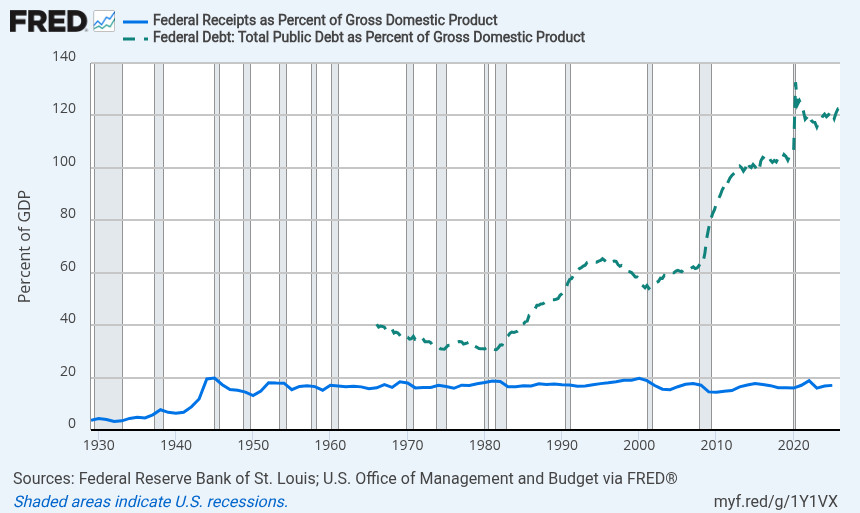 FRED
Federal Receipts as Percent of Gross Domestic Product
Federal Debt: Total Public Debt as Percent of Gross Domestic Product
Percent of GDP
140
120
100
80
60
40
20
0
1930 1940 1950 1960 1970 1980 1990 2000 2010 2020
Sources: Federal Reserve Bank of St. Louis; U.S. Office of Management and Budget via FRED®
Shaded areas indicate U.S. recessions.
myf.red/g/1Y1VX